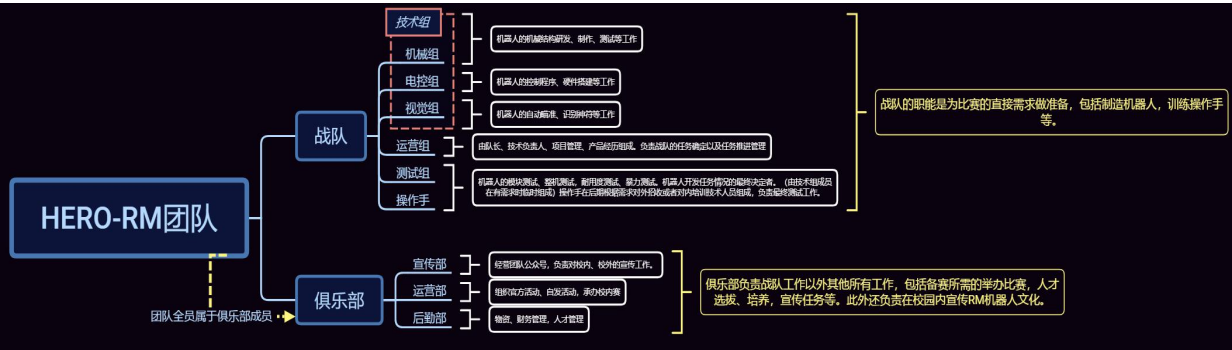 技术组
机械组
机器人的机械结构研发、制作、测试等工作
电控组
机器人的控制程序、硬件搭建等工作
视觉组
机器人的自动瞄准、识别神符等工作
战队
运营组
由队长、技术负责人、项目管理、产品经历组成。负责战队的任务确定以及任务推进管理
测试组
操作手
机器人的模块测试、整机测试，耐用度测试、暴力测试。机器人开发任务情况的最终决定者。（由技术组成员
在有需求时临时组成）操作手在后期根据需求对外招收或者对内培训技术人员组成，负责最终测试工作。
战队的职能是为比赛的直接需求做准备，包括制造机器人，训练操作手
等。
HERO-RM团队
团队全员属于俱乐部成员
俱乐部
宣传部
经营团队公众号，负责对校内、校外的宣传工作。
运营部
组织官方活动、自发活动，承办校内赛
后勤部
物资、财务管理，人才管理
俱乐部负责战队工作以外其他所有工作，包括备赛所需的举办比赛，人才
选拔、培养，宣传任务等。此外还负责在校园内宣传RM机器人文化。